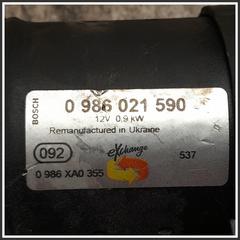 BOSCH
0 986 021 590
12V 0.9 kW
Remanufactured in Ukraine
092
eXchange
537
0 986 XA0 355